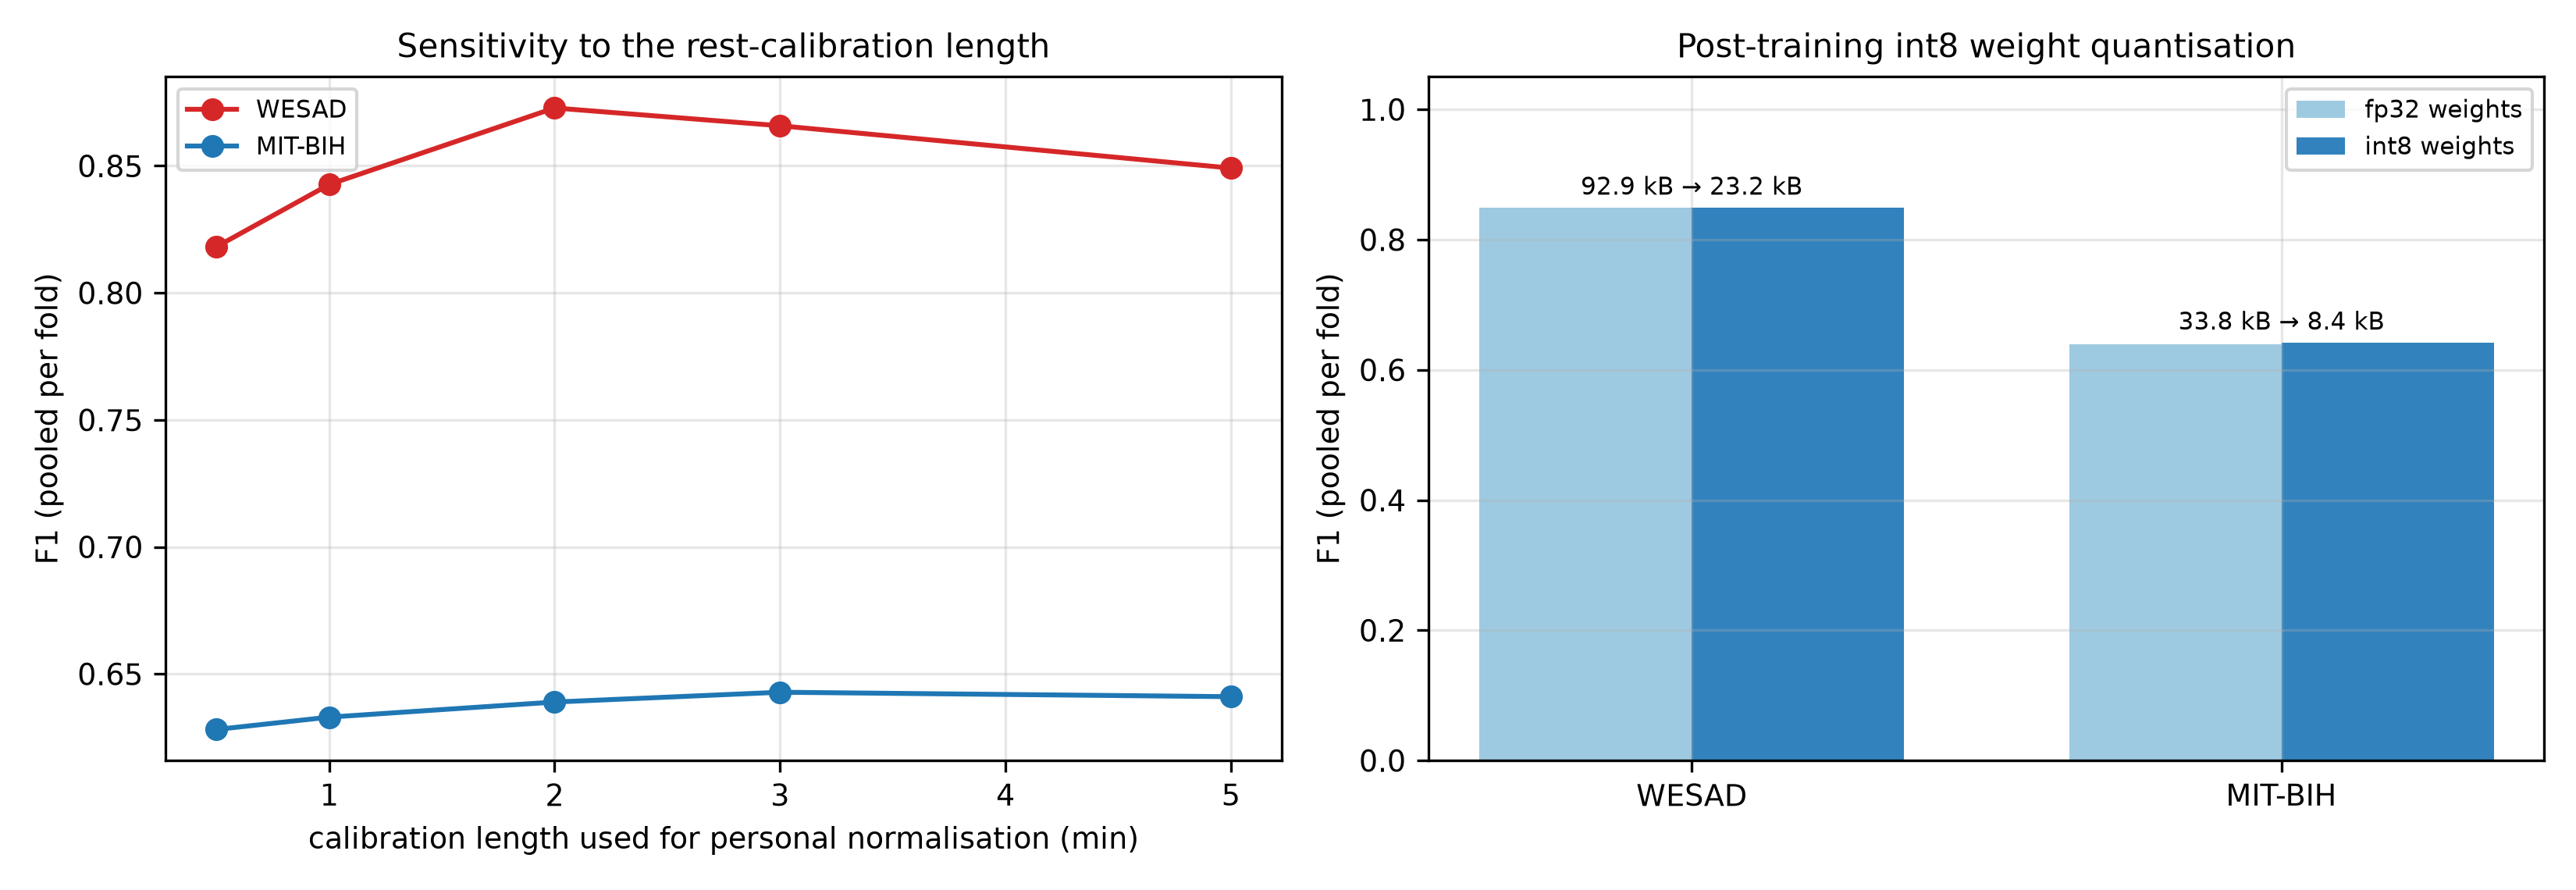 Sensitivity to the rest-calibration length
WESAD
MIT-BIH
F1 (pooled per fold)
0.85
0.80
0.75
0.70
0.65
1 2 3 4 5
calibration length used for personal normalisation (min)
Post-training int8 weight quantisation
fp32 weights
int8 weights
92.9 kB → 23.2 kB
33.8 kB → 8.4 kB
F1 (pooled per fold)
1.0
0.8
0.6
0.4
0.2
0.0
WESAD MIT-BIH